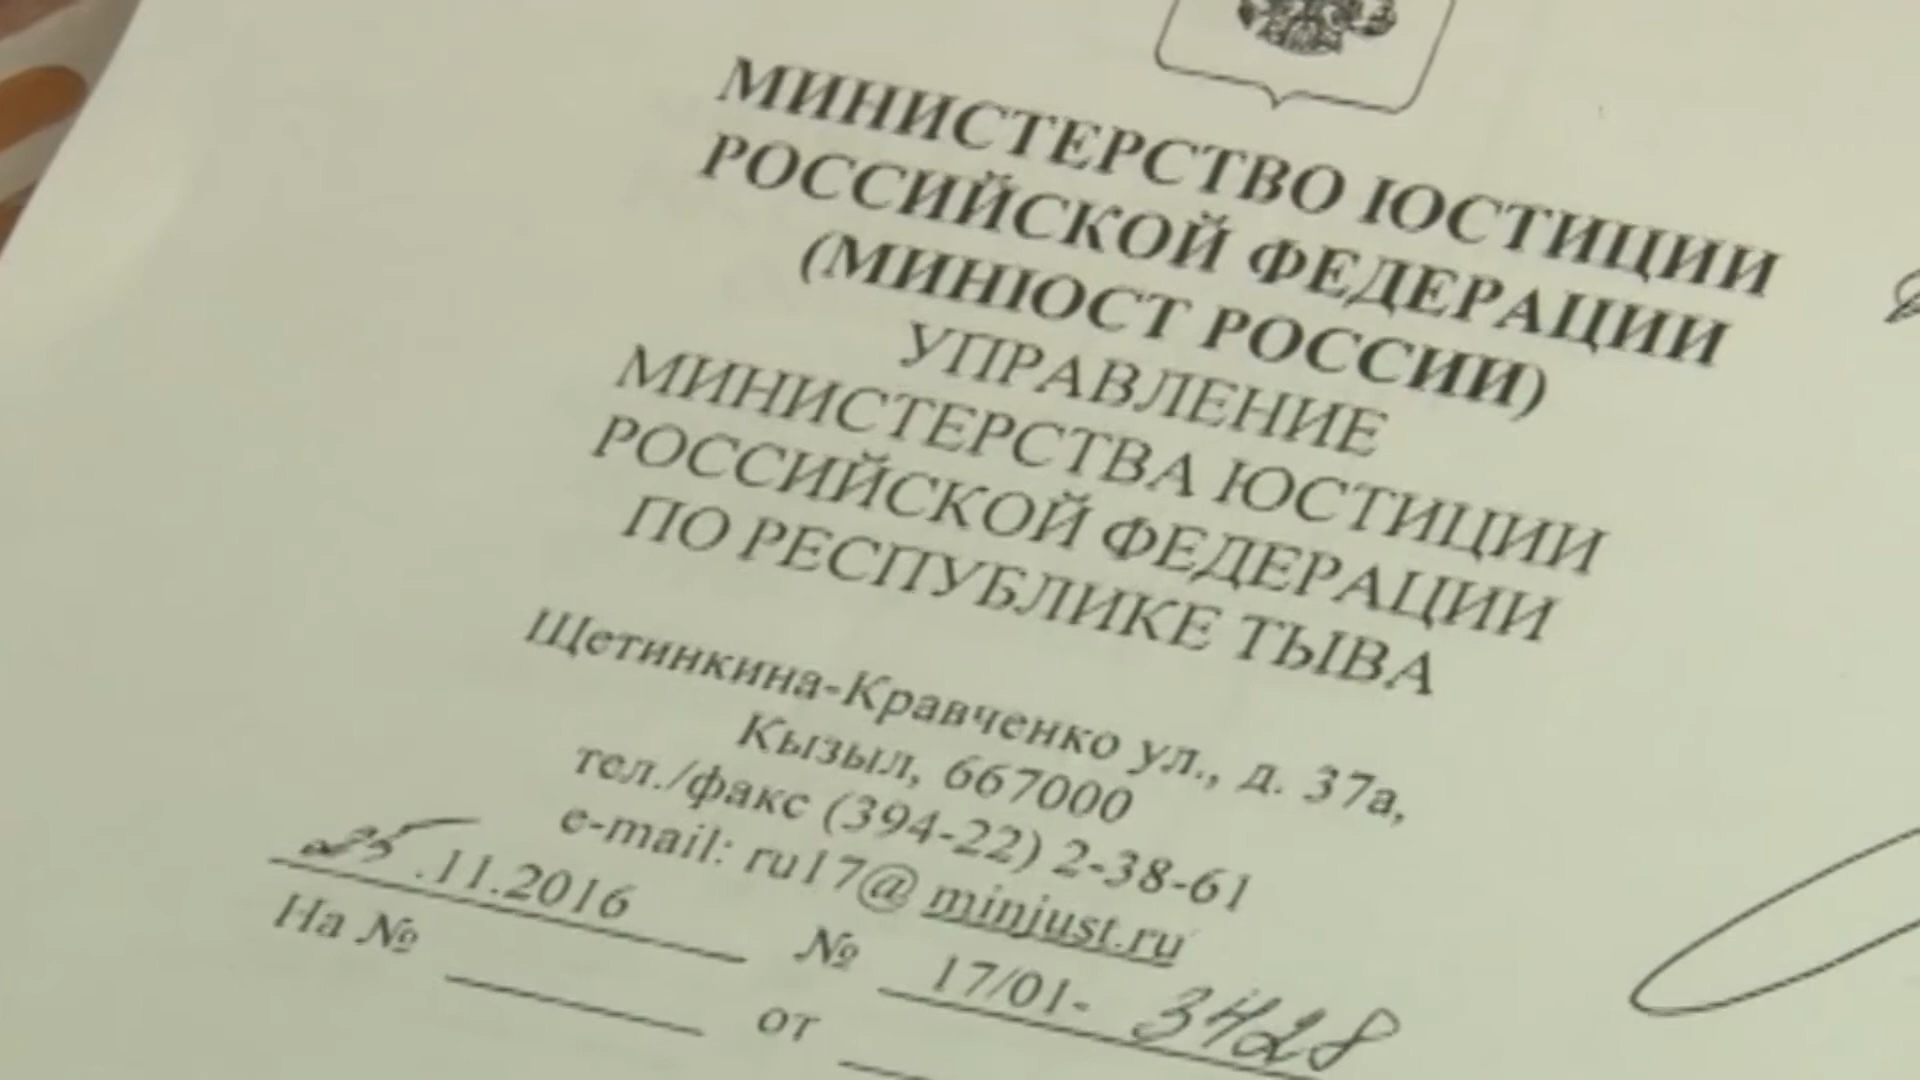 МИНИСТЕРСТВО ЮСТИЦИИ
РОССИЙСКОЙ ФЕДЕРАЦИИ
(МИНЮСТ РОССИИ)
УПРАВЛЕНИЕ
МИНИСТЕРСТВА ЮСТИЦИИ
РОССИЙСКОЙ ФЕДЕРАЦИИ
ПО РЕСПУБЛИКЕ ТЫВА
Щетинкина-Кравченко ул., д. 37а,
Кызыл, 667000
тел./факс (394-22) 2-38-61
e-mail: ru17@ minjust.ru
25.11.2016 № 17/01- 3428
На № от